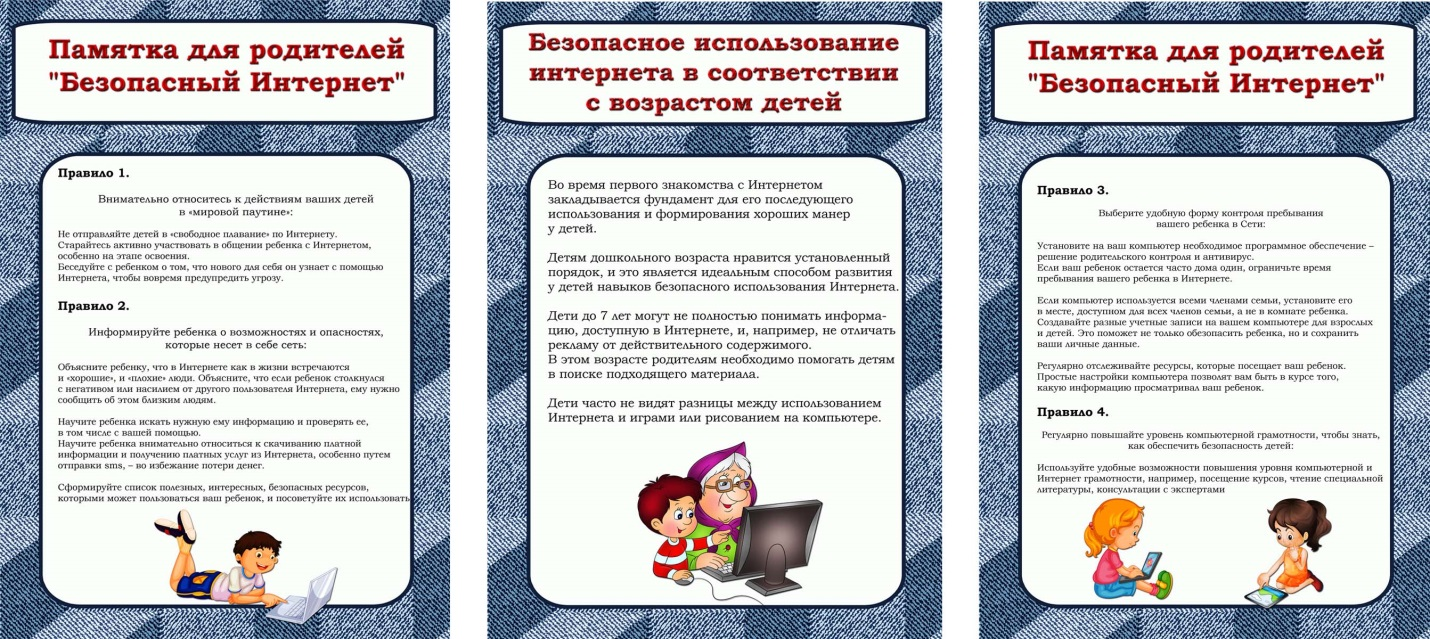 Памятка для родителей
"Безопасный Интернет"
Правило 1.
Внимательно относитесь к действиям ваших детей
в «мировой паутине»:
Не отправляйте детей в «свободное плавание» по Интернету.
Старайтесь активно участвовать в общении ребенка с Интернетом,
особенно на этапе освоения.
Беседуйте с ребенком о том, что нового для себя он узнает с помощью
Интернета, чтобы вовремя предупредить угрозу.
Правило 2.
Информируйте ребенка о возможностях и опасностях,
которые несет в себе сеть:
Объясните ребенку, что в Интернете как в жизни встречаются
и «хорошие», и «плохие» люди. Объясните, что если ребенок столкнулся
с негативом или насилием от другого пользователя Интернета, ему нужно
сообщить об этом близким людям.
Научите ребенка искать нужную ему информацию и проверять ее,
в том числе с вашей помощью.
Научите ребенка внимательно относиться к скачиванию платной
информации и получению платных услуг из Интернета, особенно путем
отправки sms, – во избежание потери денег.
Сформируйте список полезных, интересных, безопасных ресурсов,
которыми может пользоваться ваш ребенок, и посоветуйте их использовать
Безопасное использование
интернета в соответствии
с возрастом детей
Во время первого знакомства с Интернетом
закладывается фундамент для его последующего
использования и формирования хороших манер
у детей.
Детям дошкольного возраста нравится установленный
порядок, и это является идеальным способом развития
у детей навыков безопасного использования Интернета.
Дети до 7 лет могут не полностью понимать информа-
цию, доступную в Интернете, и, например, не отличать
рекламу от действительного содержимого.
В этом возрасте родителям необходимо помогать детям
в поиске подходящего материала.
Дети часто не видят разницы между использованием
Интернета и играми или рисованием на компьютере.
Памятка для родителей
"Безопасный Интернет"
Правило 3.
Выберите удобную форму контроля пребывания
вашего ребенка в Сети:
Установите на ваш компьютер необходимое программное обеспечение –
решение родительского контроля и антивирус.
Если ваш ребенок остается часто дома один, ограничьте время
пребывания вашего ребенка в Интернете.
Если компьютер используется всеми членами семьи, установите его
в месте, доступном для всех членов семьи, а не в комнате ребенка.
Создавайте разные учетные записи на вашем компьютере для взрослых
и детей. Это поможет не только обезопасить ребенка, но и сохранить
ваши личные данные.
Регулярно отслеживайте ресурсы, которые посещает ваш ребенок.
Простые настройки компьютера позволят вам быть в курсе того,
какую информацию просматривал ваш ребенок.
Правило 4.
Регулярно повышайте уровень компьютерной грамотности, чтобы знать,
как обеспечить безопасность детей:
Используйте удобные возможности повышения уровня компьютерной и
Интернет грамотности, например, посещение курсов, чтение специальной
литературы, консультации с экспертами